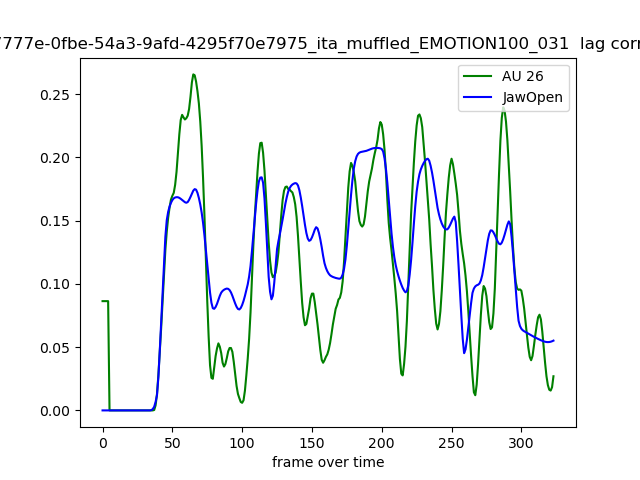 7777e-0fbe-54a3-9afd-4295f70e7975_ita_muffled_EMOTION100_031 lag
AU 26
JawOpen
0.25
0.20
0.15
0.10
0.05
0.00
0 50 100 150 200 250 300
frame over time